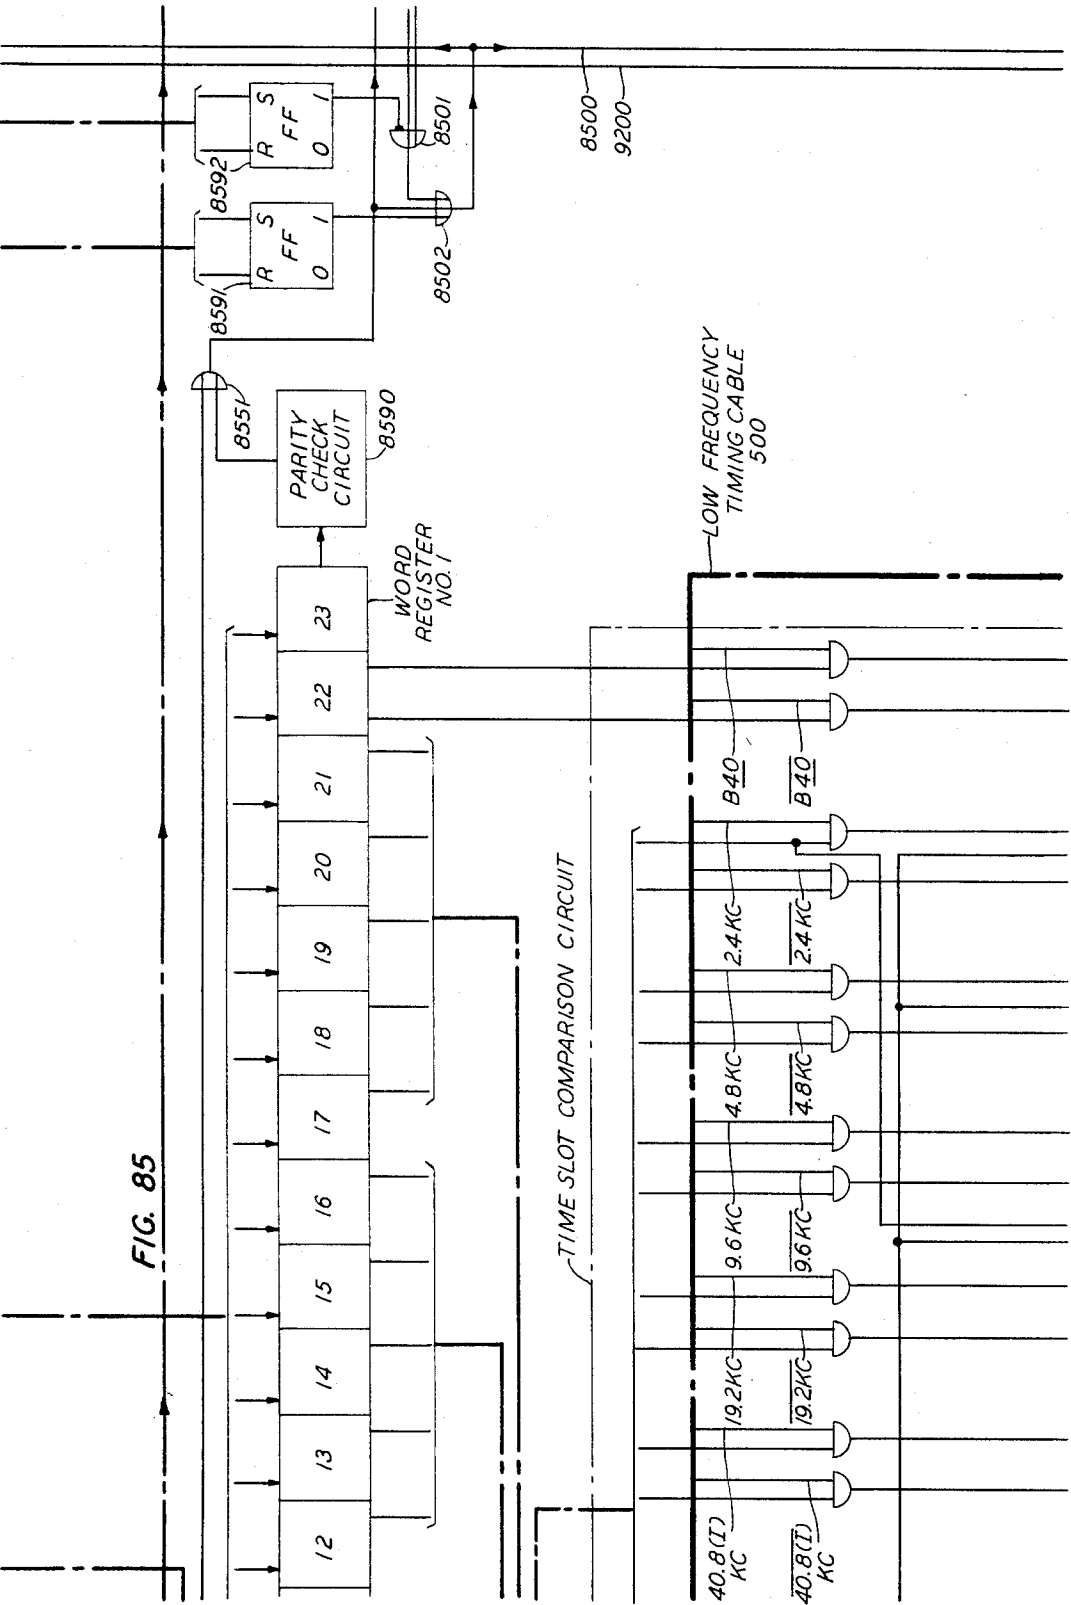 FIG. 85
8592
R S
FF
0 1
8591
R S
FF
0 1
8501
8502
8500
9200
8551
PARITY
CHECK
CIRCUIT
8590
WORD
REGISTER
NO. 1
12 13 14 15 16 17 18 19 20 21 22 23
TIME SLOT COMPARISON CIRCUIT
LOW FREQUENCY
TIMING CABLE
500
40.8(I)
KC
19.2KC
9.6KC
4.8KC
2.4KC
B40
40.8(I)
KC
19.2KC
9.6KC
4.8KC
2.4KC
B40